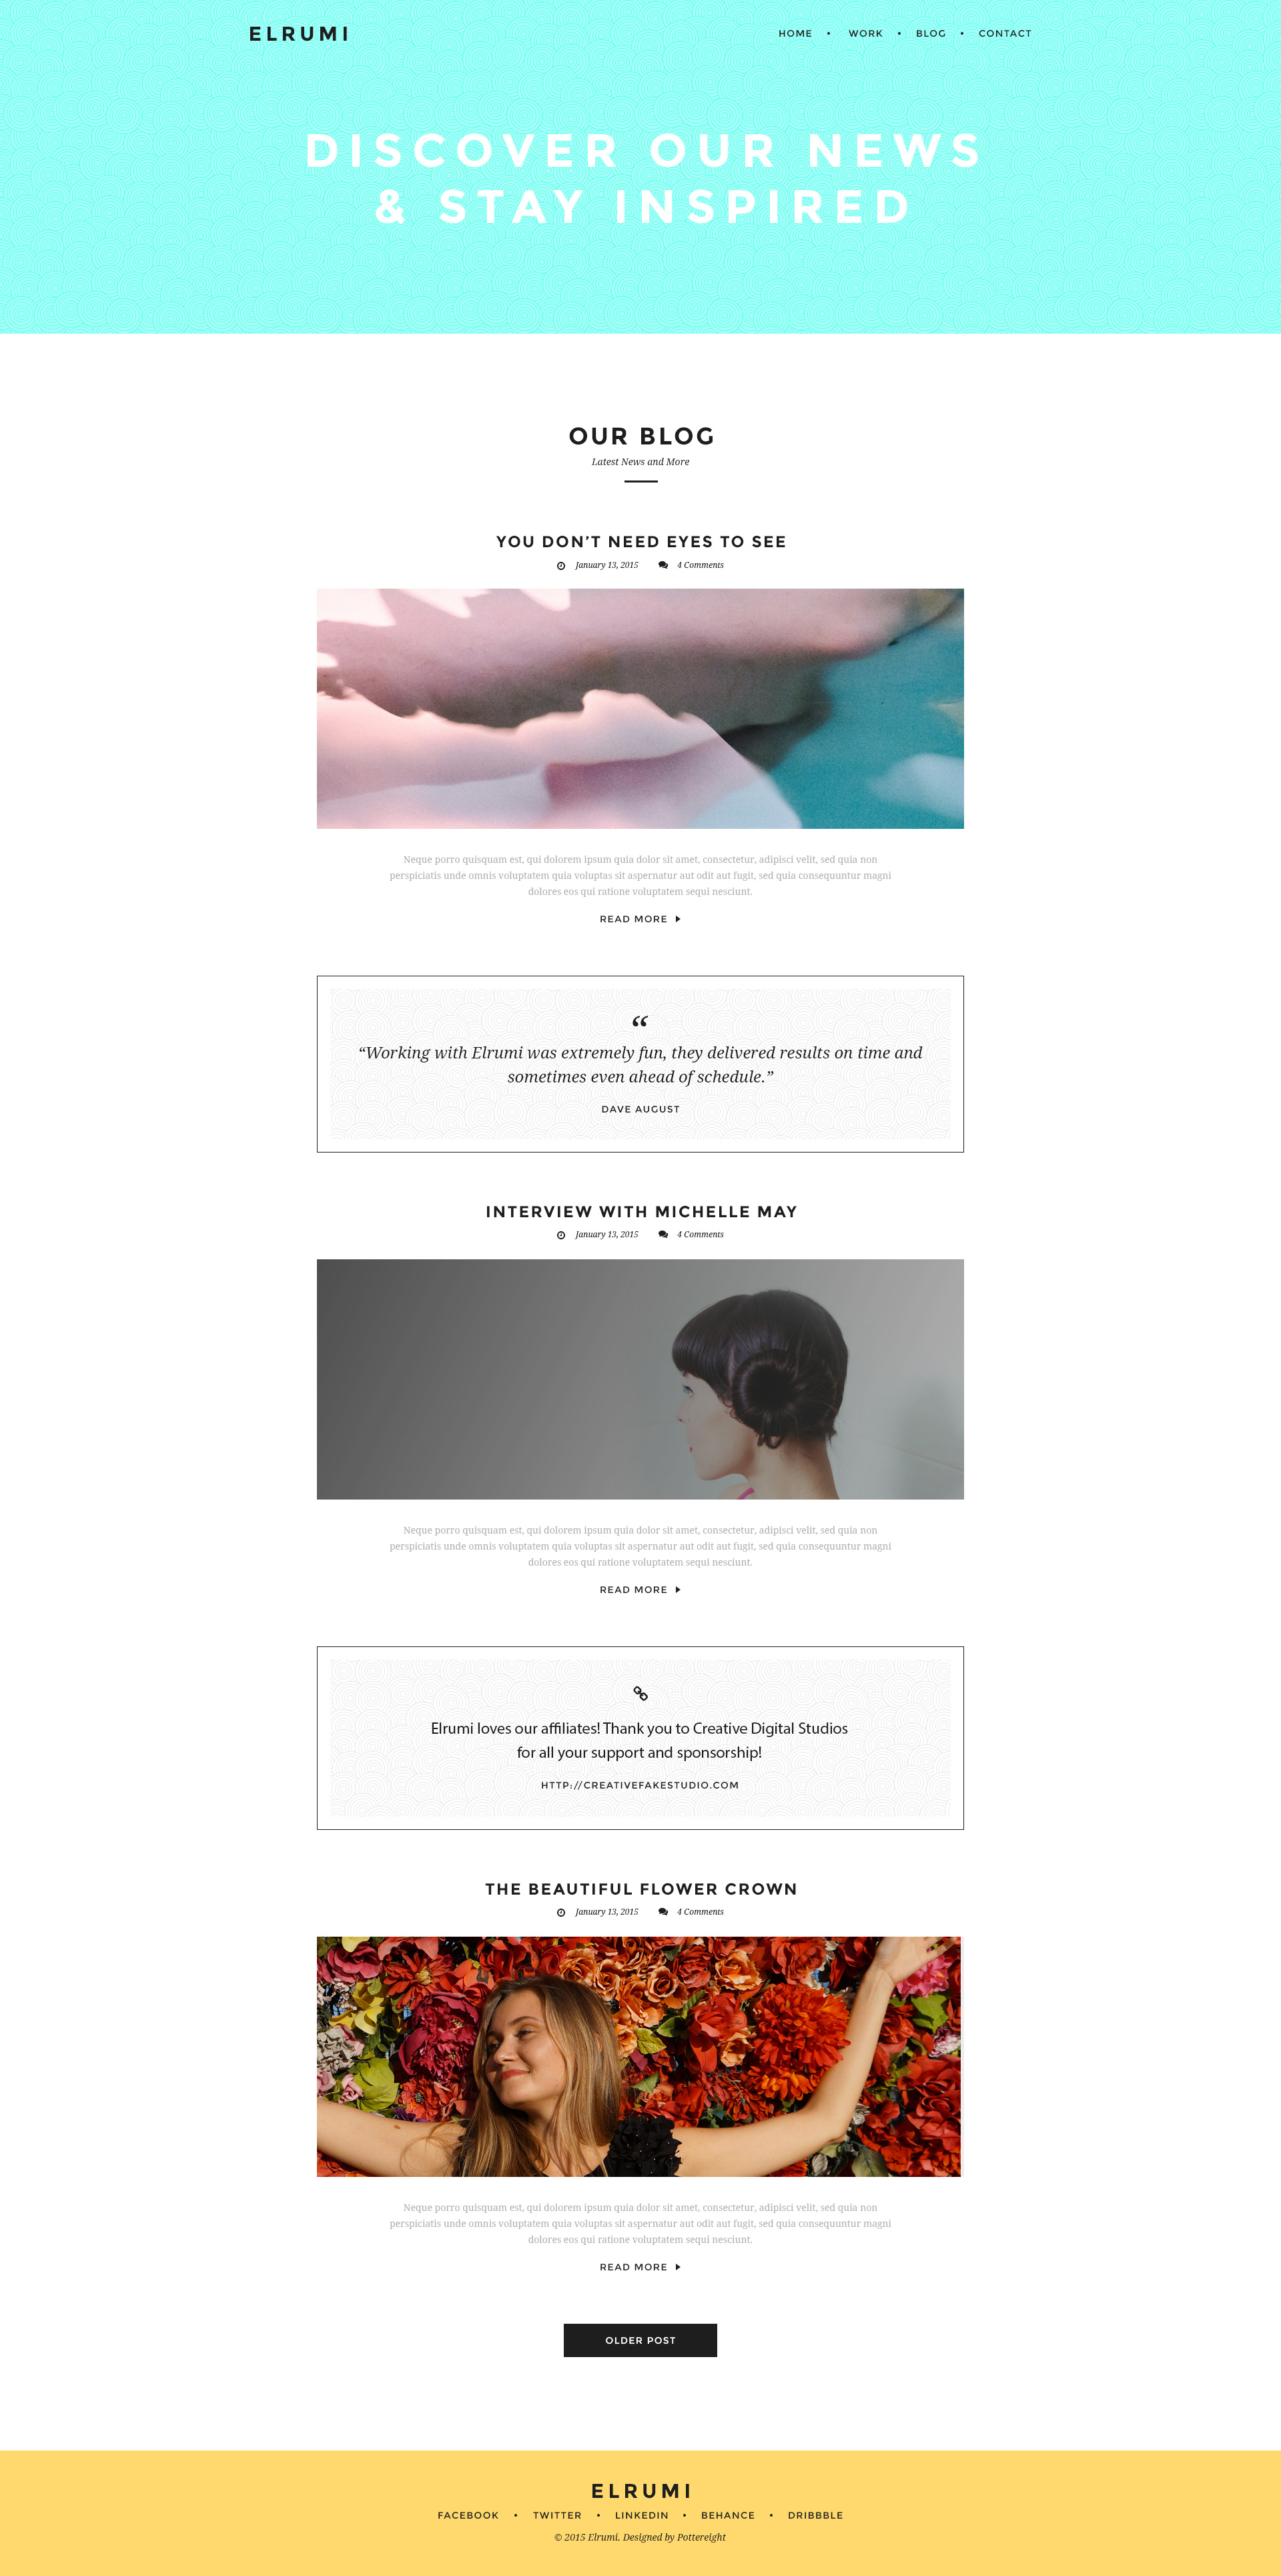 ELRUMI
HOME • WORK • BLOG • CONTACT
DISCOVER OUR NEWS
& STAY INSPIRED
OUR BLOG
Latest News and More
YOU DON’T NEED EYES TO SEE
January 13, 2015 4 Comments
Neque porro quisquam est, qui dolorem ipsum quia dolor sit amet, consectetur, adipisci velit, sed quia non
perspiciatis unde omnis voluptatem quia voluptas sit aspernatur aut odit aut fugit, sed quia consequuntur magni
dolores eos qui ratione voluptatem sequi nesciunt.
READ MORE
“
“Working with Elrumi was extremely fun, they delivered results on time and
sometimes even ahead of schedule.”
DAVE AUGUST
INTERVIEW WITH MICHELLE MAY
January 13, 2015 4 Comments
Neque porro quisquam est, qui dolorem ipsum quia dolor sit amet, consectetur, adipisci velit, sed quia non
perspiciatis unde omnis voluptatem quia voluptas sit aspernatur aut odit aut fugit, sed quia consequuntur magni
dolores eos qui ratione voluptatem sequi nesciunt.
READ MORE
Elrumi loves our affiliates! Thank you to Creative Digital Studios
for all your support and sponsorship!
HTTP://CREATIVEFAKESTUDIO.COM
THE BEAUTIFUL FLOWER CROWN
January 13, 2015 4 Comments
Neque porro quisquam est, qui dolorem ipsum quia dolor sit amet, consectetur, adipisci velit, sed quia non
perspiciatis unde omnis voluptatem quia voluptas sit aspernatur aut odit aut fugit, sed quia consequuntur magni
dolores eos qui ratione voluptatem sequi nesciunt.
READ MORE
OLDER POST
ELRUMI
FACEBOOK • TWITTER • LINKEDIN • BEHANCE • DRIBBBLE
© 2015 Elrumi. Designed by Pottereight